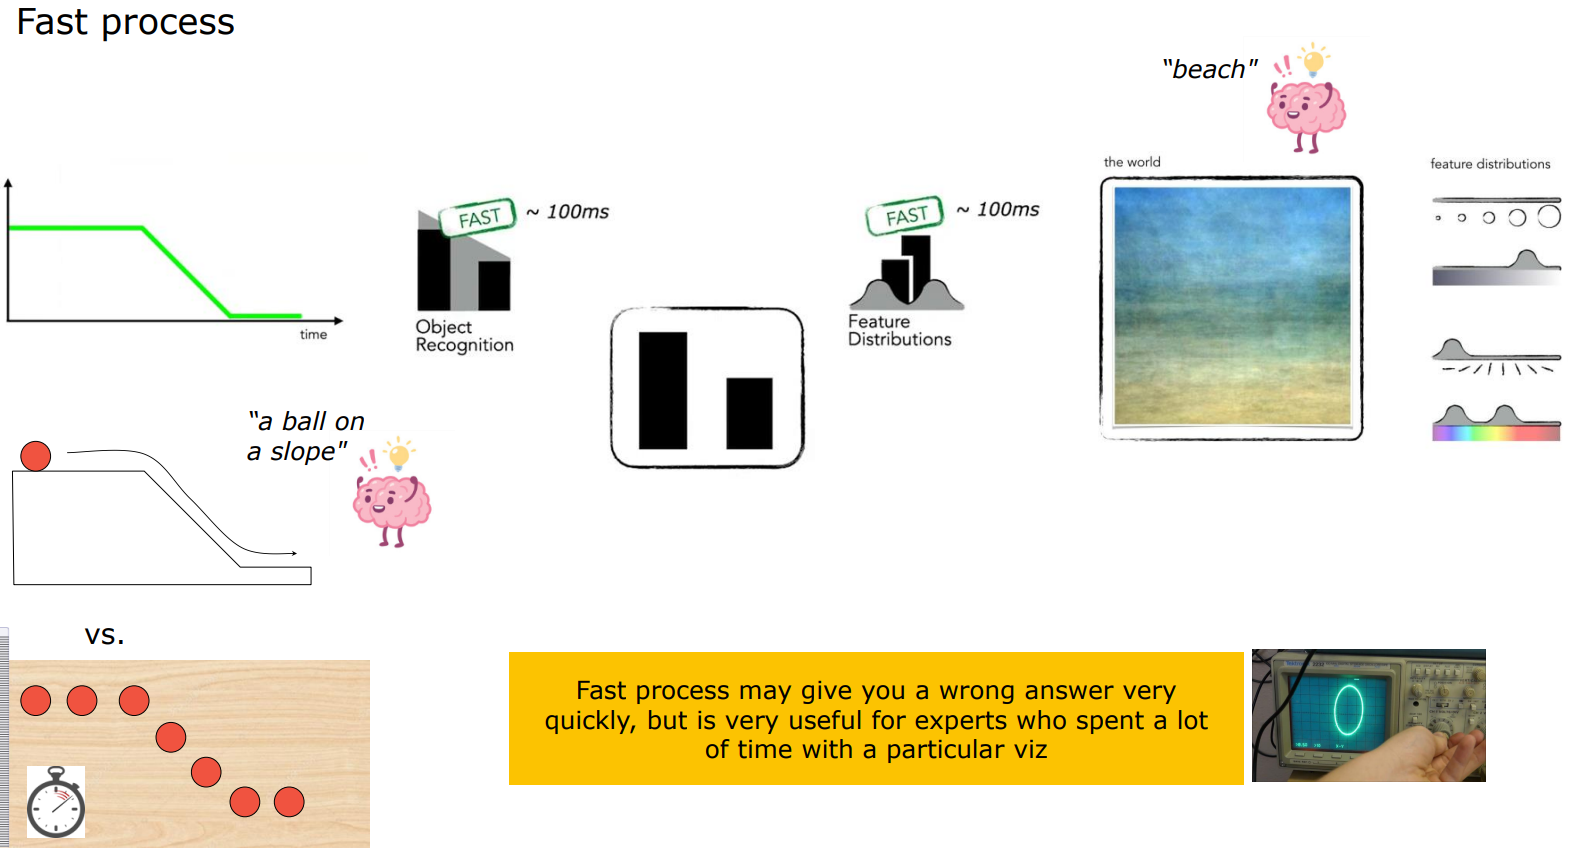 Fast process
"beach"
the world
feature distributions
FAST
~ 100ms
FAST
~ 100ms
time
Object
Recognition
Feature
Distributions
"a ball on
a slope"
vs.
Fast process may give you a wrong answer very
quickly, but is very useful for experts who spent a lot
of time with a particular viz